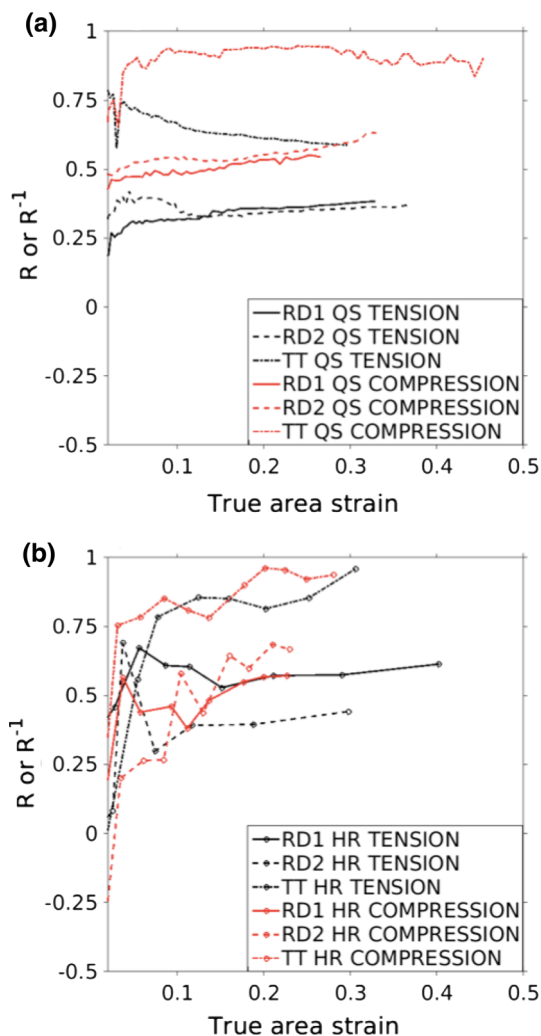 (a)
1
0.75
0.5
0.25
0
-0.25
-0.5
R or R-1
RD1 QS TENSION
RD2 QS TENSION
TT QS TENSION
RD1 QS COMPRESSION
RD2 QS COMPRESSION
TT QS COMPRESSION
0.1 0.2 0.3 0.4 0.5
True area strain
(b)
1
0.75
0.5
0.25
0
-0.25
-0.5
R or R-1
RD1 HR TENSION
RD2 HR TENSION
TT HR TENSION
RD1 HR COMPRESSION
RD2 HR COMPRESSION
TT HR COMPRESSION
0.1 0.2 0.3 0.4 0.5
True area strain